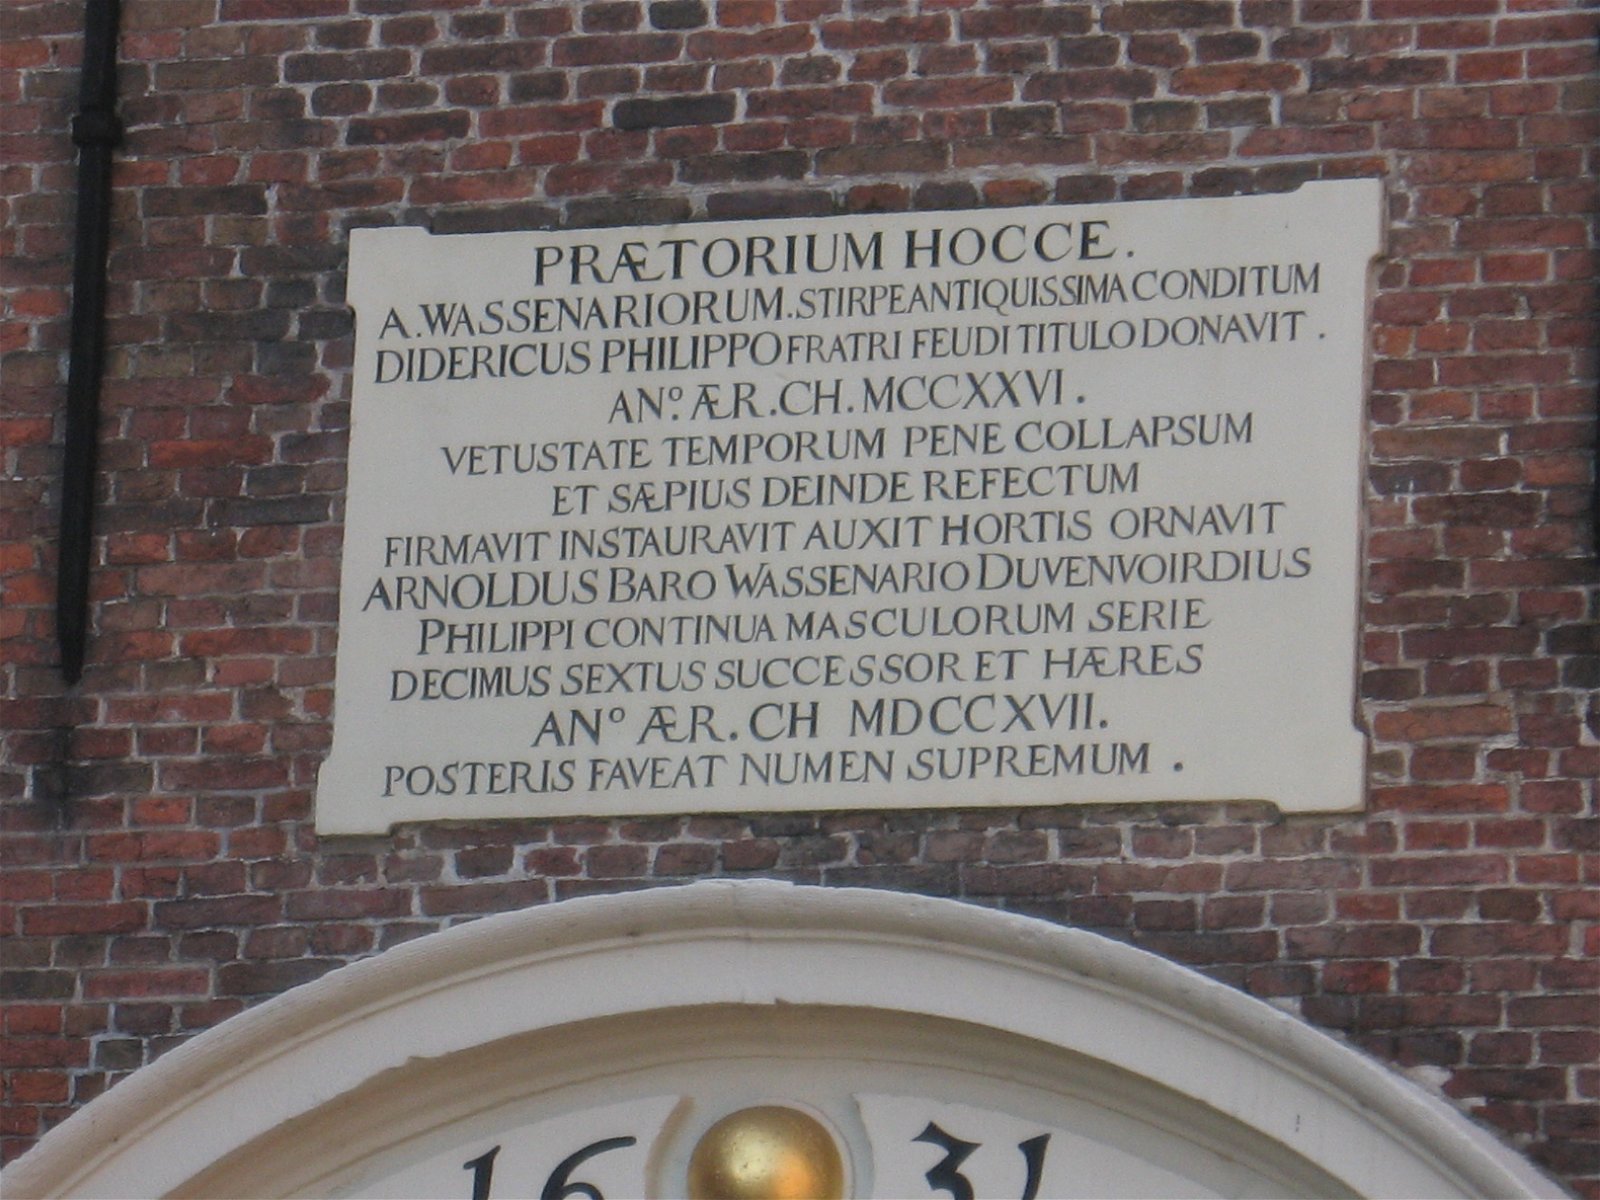 PRÆTORIUM HOCCE.
A. WASSENARIORUM. STIRPE ANTIQUISSIMA CONDITUM
DIDERICUS PHILIPPO FRATRI FEUDI TITULO DONAVIT.
ANº. ÆR. CH. MCCXXVI.
VETUSTATE TEMPORUM PENE COLLAPSUM
ET SÆPIUS DEINDE REFECTUM
FIRMAVIT INSTAURAVIT AUXIT HORTIS ORNAVIT
ARNOLDUS BARO WASSENARIO DUVENVOIRDIUS
PHILIPPI CONTINUA MASCULORUM SERIE
DECIMUS SEXTUS SUCCESSOR ET HÆRES
ANº ÆR. CH MDCCXVII.
POSTERIS FAVEAT NUMEN SUPREMUM.
16 31